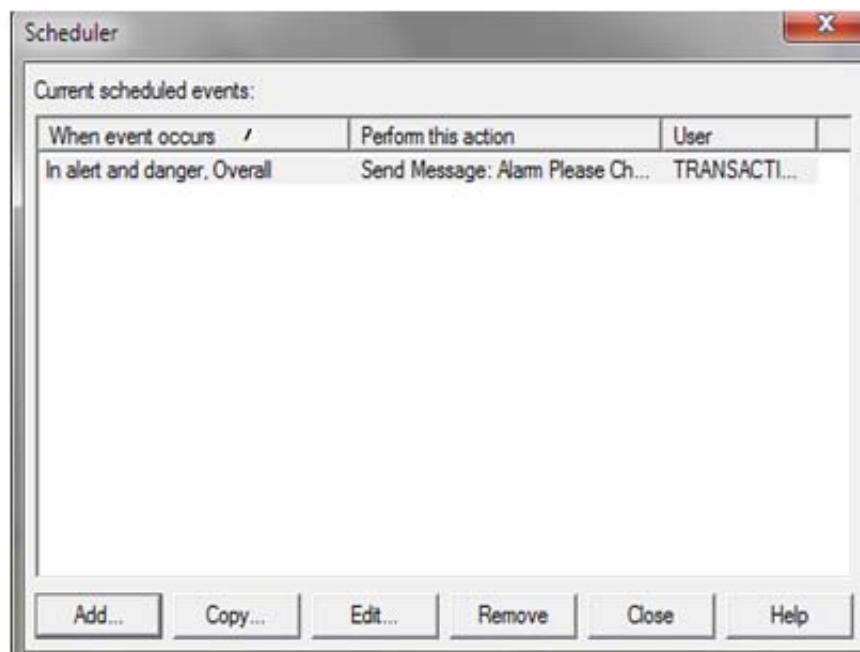 Scheduler
Current scheduled events:
When event occurs Perform this action User
In alert and danger, Overall Send Message: Alarm Please Ch... TRANSACTI...
Add... Copy... Edit... Remove Close Help